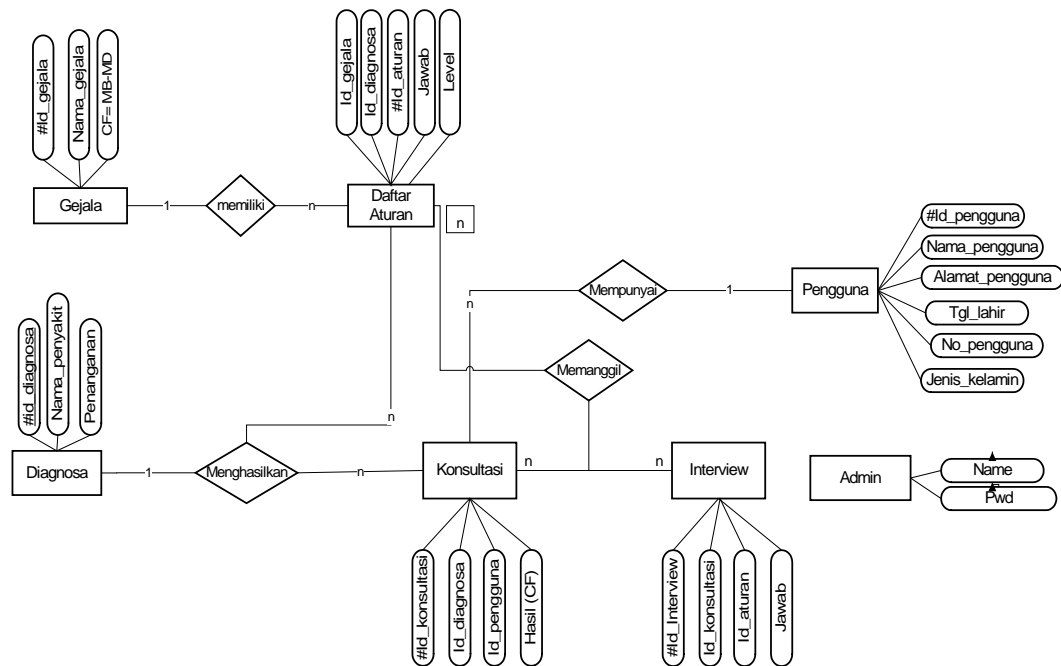 #Id_gejala
Nama_gejala
CF= MB-MD
Id_gejala
Id_diagnosa
#Id_aturan
Jawab
Level
Gejala
1
memiliki
n
Daftar
Aturan
n
#Id_pengguna
Nama_pengguna
Alamat_pengguna
Tgl_lahir
No_pengguna
Jenis_kelamin
Pengguna
1
Mempunyai
n
Memanggil
#id_diagnosa
Nama_penyakit
Penanganan
n
Diagnosa
1
Menghasilkan
n
Konsultasi
n
n
Interview
Admin
Name
Pwd
#Id_konsultasi
Id_diagnosa
Id_pengguna
Hasil (CF)
#Id_Interview
Id_konsultasi
Id_aturan
Jawab